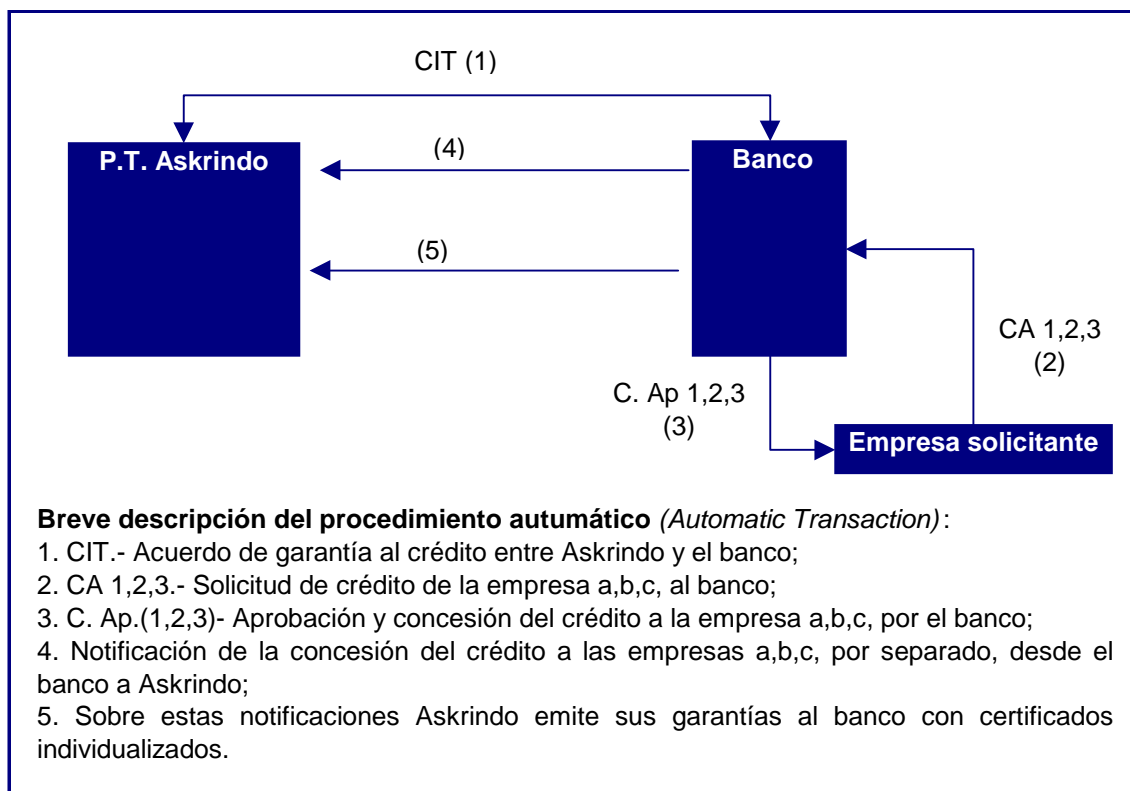 CIT (1)
P.T. Askrindo
(4)
Banco
(5)
CA 1,2,3
(2)
C. Ap 1,2,3
(3)
Empresa solicitante
Breve descripción del procedimiento autumático (Automatic Transaction):
1. CIT.- Acuerdo de garantía al crédito entre Askrindo y el banco;
2. CA 1,2,3.- Solicitud de crédito de la empresa a,b,c, al banco;
3. C. Ap.(1,2,3)- Aprobación y concesión del crédito a la empresa a,b,c, por el banco;
4. Notificación de la concesión del crédito a las empresas a,b,c, por separado, desde el
banco a Askrindo;
5. Sobre estas notificaciones Askrindo emite sus garantías al banco con certificados
individualizados.